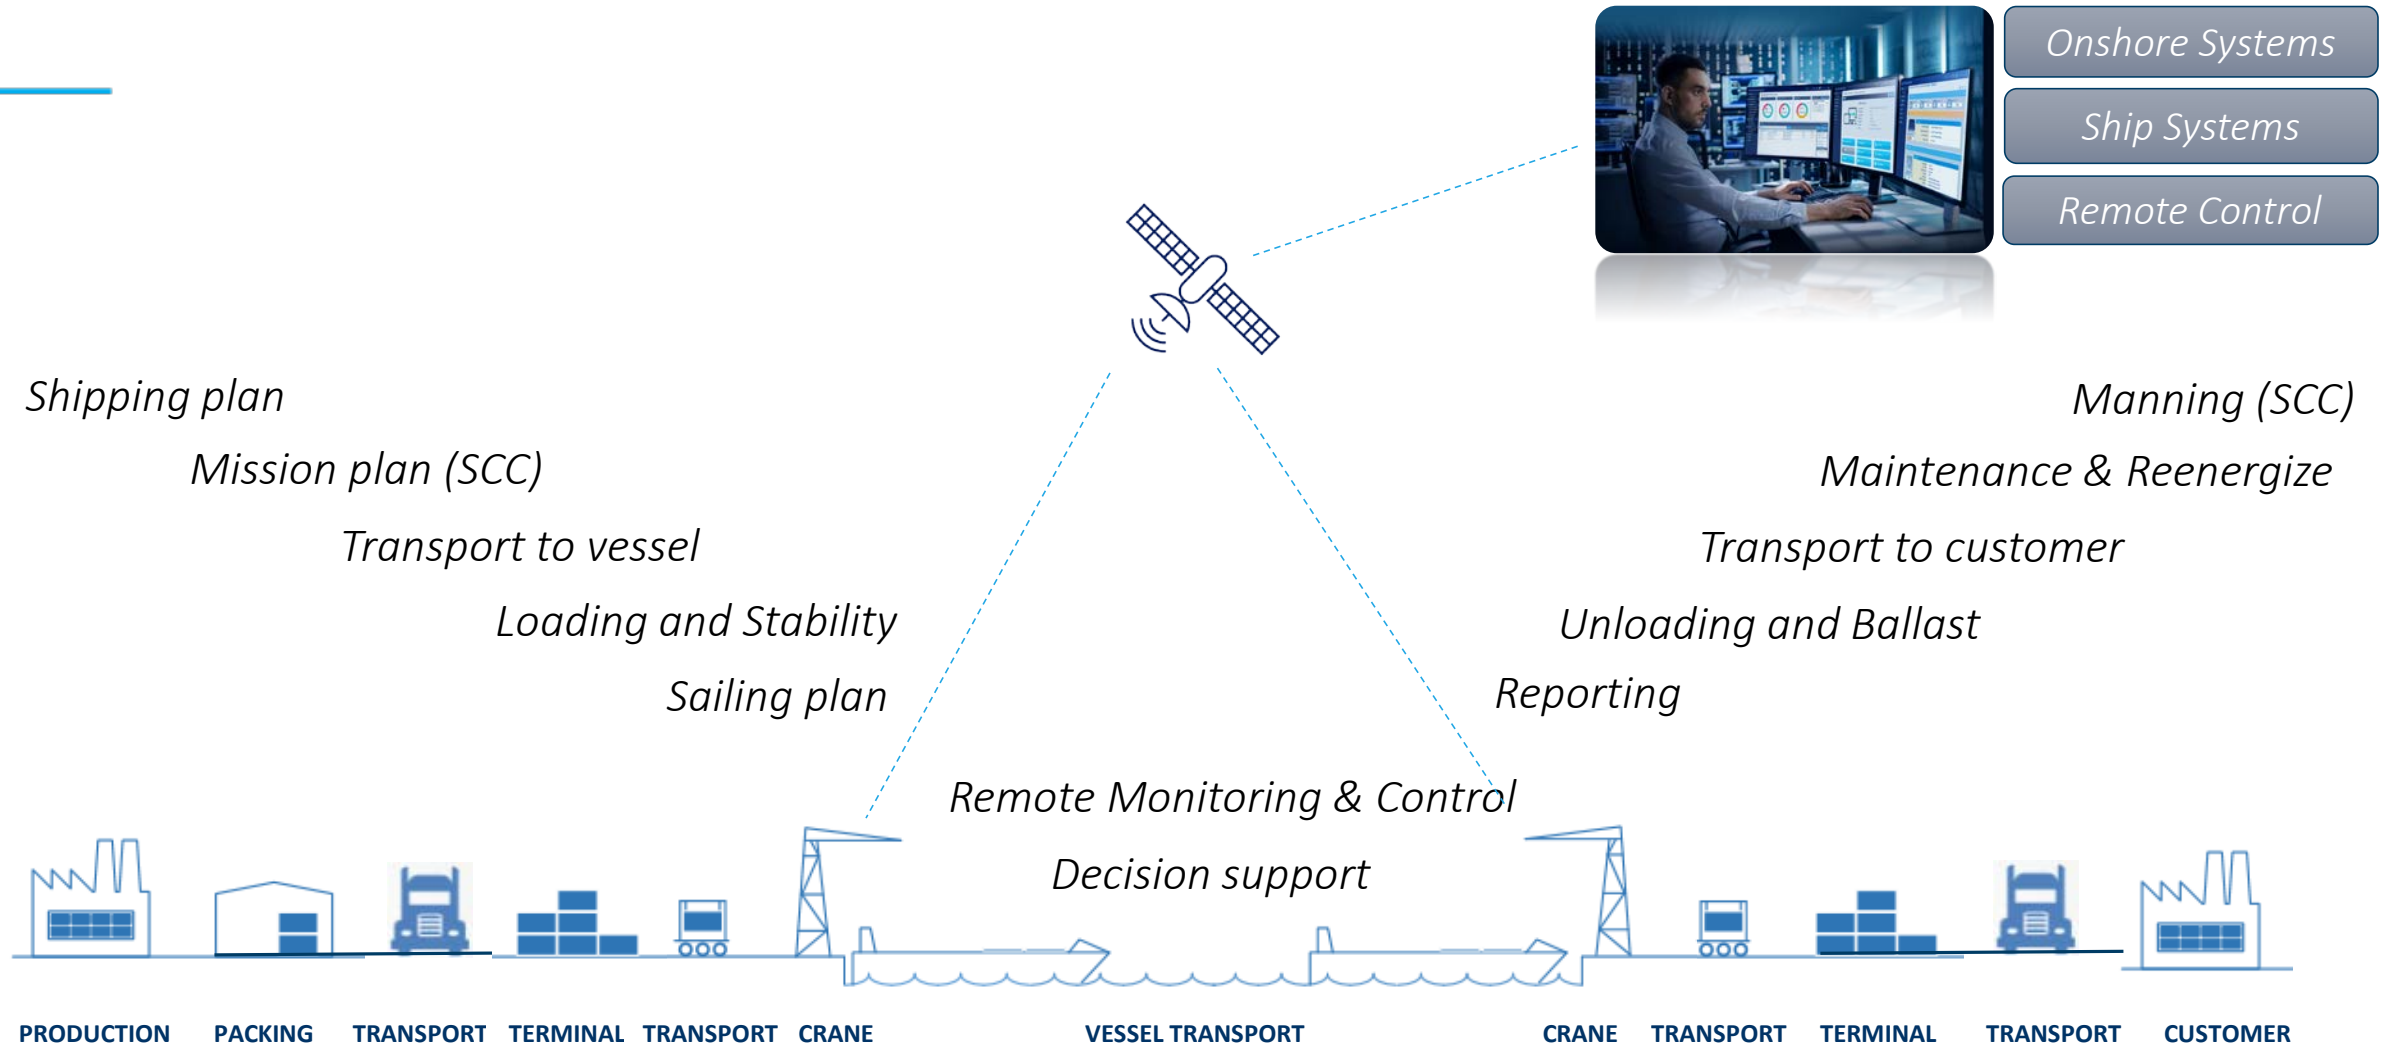 Onshore Systems
Ship Systems
Remote Control
Shipping plan
Mission plan (SCC)
Transport to vessel
Loading and Stability
Sailing plan
Remote Monitoring & Control
Decision support
Manning (SCC)
Maintenance & Reenergize
Transport to customer
Unloading and Ballast
Reporting
PRODUCTION PACKING TRANSPORT TERMINAL TRANSPORT CRANE VESSEL TRANSPORT CRANE TRANSPORT TERMINAL TRANSPORT CUSTOMER